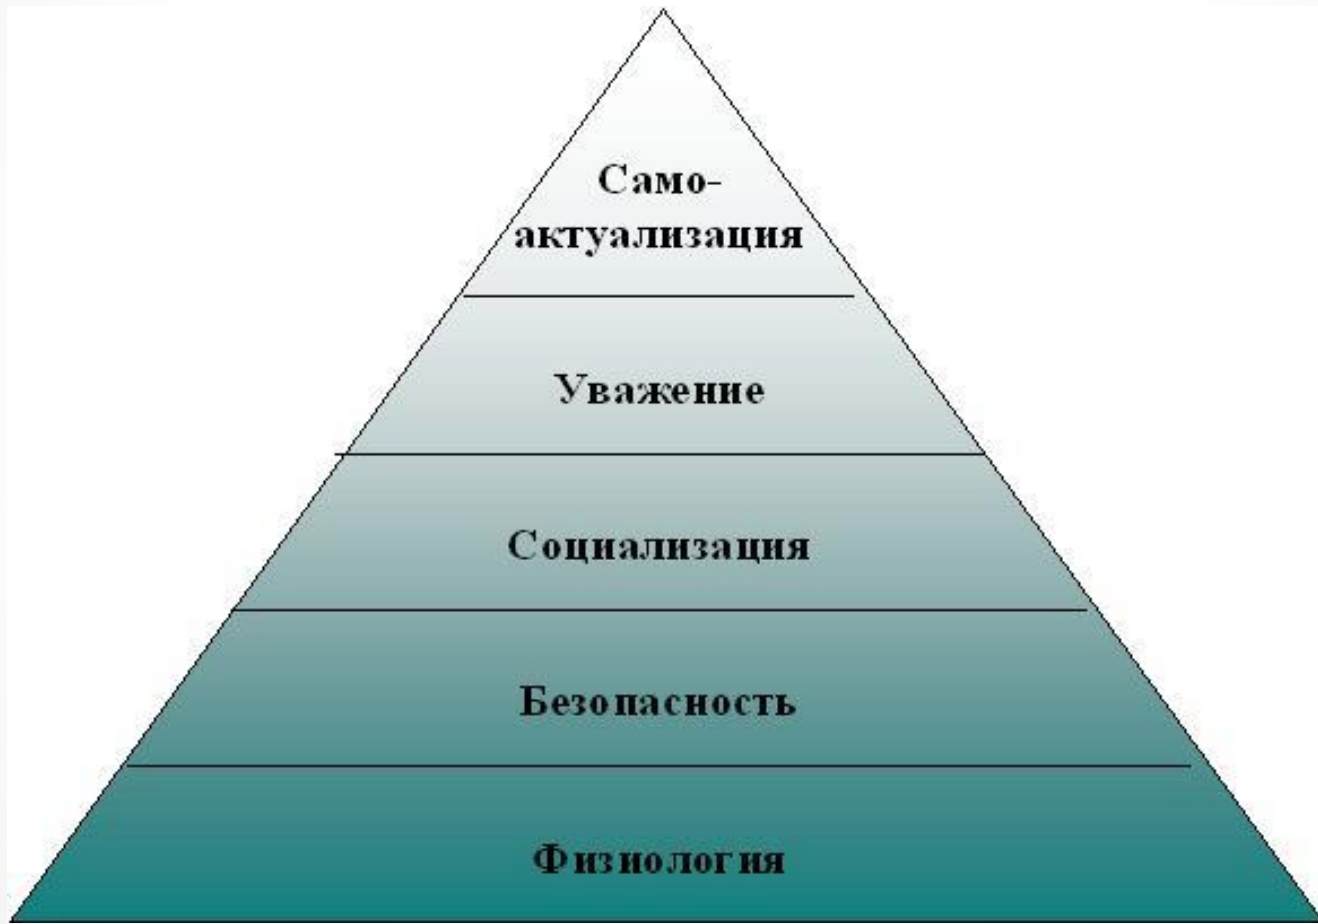 Само-
актуализация
Уважение
Социализация
Безопасность
Физиология